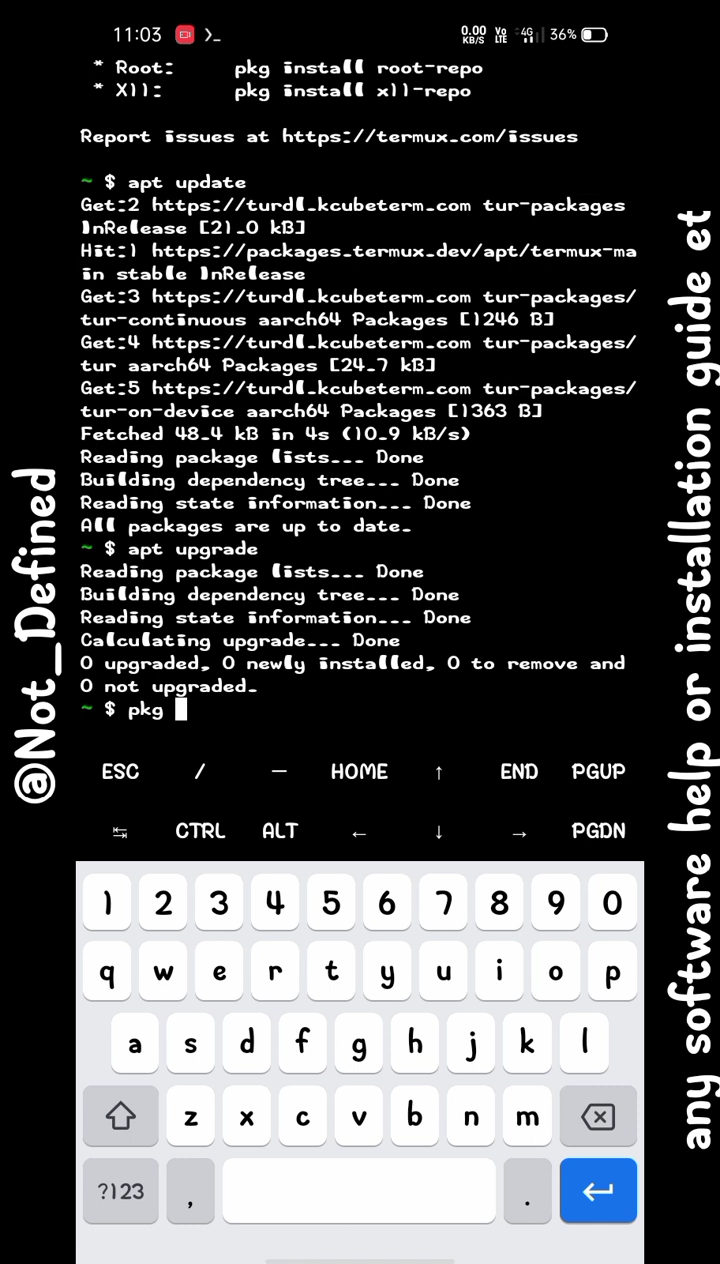 11:03
0.00 KB/S
Vo LTE
4G
36%
* Root: pkg install root-repo
* X11: pkg install x11-repo
Report issues at https://termux.com/issues
~ $ apt update
Get:2 https://turdl.kcubeterm.com tur-packages
InRelease [21.0 kB]
Hit:1 https://packages.termux.dev/apt/termux-ma
in stable InRelease
Get:3 https://turdl.kcubeterm.com tur-packages/
tur-continuous aarch64 Packages [1246 B]
Get:4 https://turdl.kcubeterm.com tur-packages/
tur aarch64 Packages [24.7 kB]
Get:5 https://turdl.kcubeterm.com tur-packages/
tur-on-device aarch64 Packages [1363 B]
Fetched 48.4 kB in 4s (10.9 kB/s)
Reading package lists... Done
Building dependency tree... Done
Reading state information... Done
All packages are up to date.
~ $ apt upgrade
Reading package lists... Done
Building dependency tree... Done
Reading state information... Done
Calculating upgrade... Done
0 upgraded, 0 newly installed, 0 to remove and
0 not upgraded.
~ $ pkg
ESC / — HOME ↑ END PGUP
↹ CTRL ALT ← ↓ → PGDN
1 2 3 4 5 6 7 8 9 0
q w e r t y u i o p
a s d f g h j k l
z x c v b n m
?123 , .
@Not_Defined
any software help or installation guide et